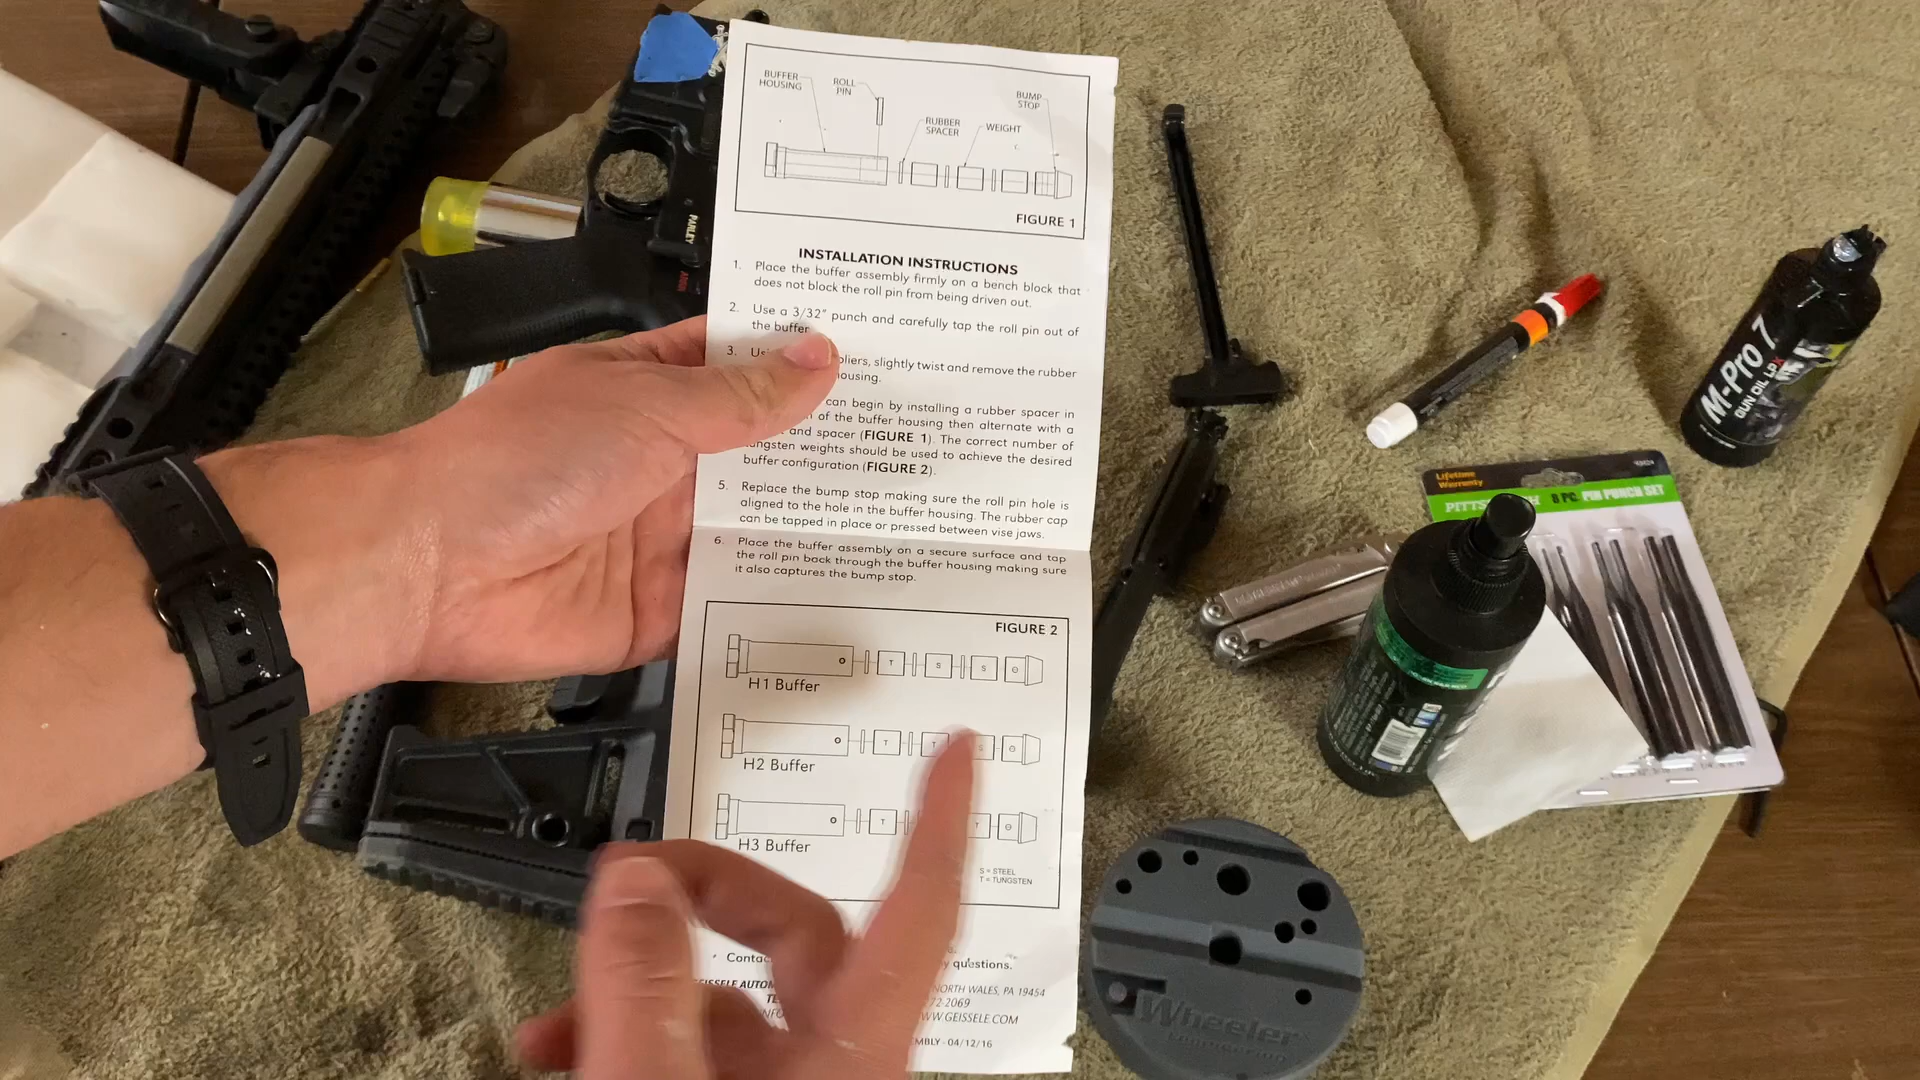 BUFFER
HOUSING
ROLL
PIN
RUBBER
SPACER
WEIGHT
BUMP
STOP
FIGURE 1
INSTALLATION INSTRUCTIONS
1. Place the buffer assembly firmly on a bench block that
does not block the roll pin from being driven out.
2. Use a 3/32" punch and carefully tap the roll pin out of
the buffer
3. pliers, slightly twist and remove the rubber
housing.
can begin by installing a rubber spacer in
of the buffer housing then alternate with a
and spacer (FIGURE 1). The correct number of
tungsten weights should be used to achieve the desired
buffer configuration (FIGURE 2).
5. Replace the bump stop making sure the roll pin hole is
aligned to the hole in the buffer housing. The rubber cap
can be tapped in place or pressed between vise jaws.
6. Place the buffer assembly on a secure surface and tap
the roll pin back through the buffer housing making sure
it also captures the bump stop.
FIGURE 2
T S S
H1 Buffer
T T S
H2 Buffer
T T
H3 Buffer
S = STEEL
T = TUNGSTEN
questions.
GEISSELE
NORTH WALES, PA 19454
72-2069
WWW.GEISSELE.COM
04/12/16
M-Pro 7
GUN OIL LPX
Lifetime
Warranty
8 PC. PIN PUNCH SET
Wheeler
Engineering